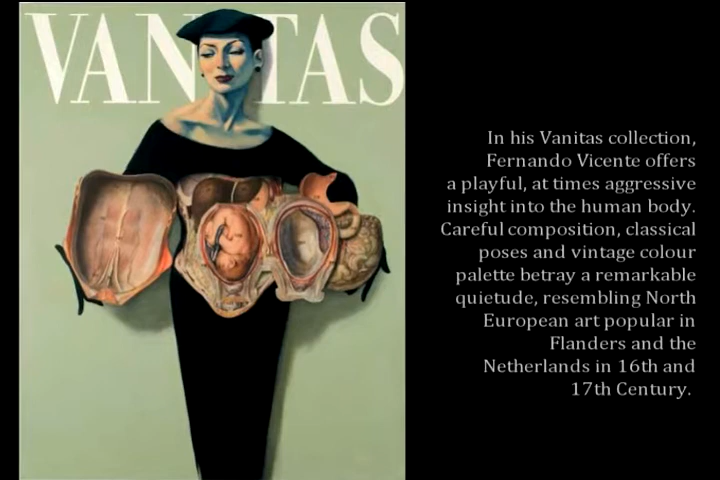 VANITAS
In his Vanitas collection,
Fernando Vicente offers
a playful, at times aggressive
insight into the human body.
Careful composition, classical
poses and vintage colour
palette betray a remarkable
quietude, resembling North
European art popular in
Flanders and the
Netherlands in 16th and
17th Century.